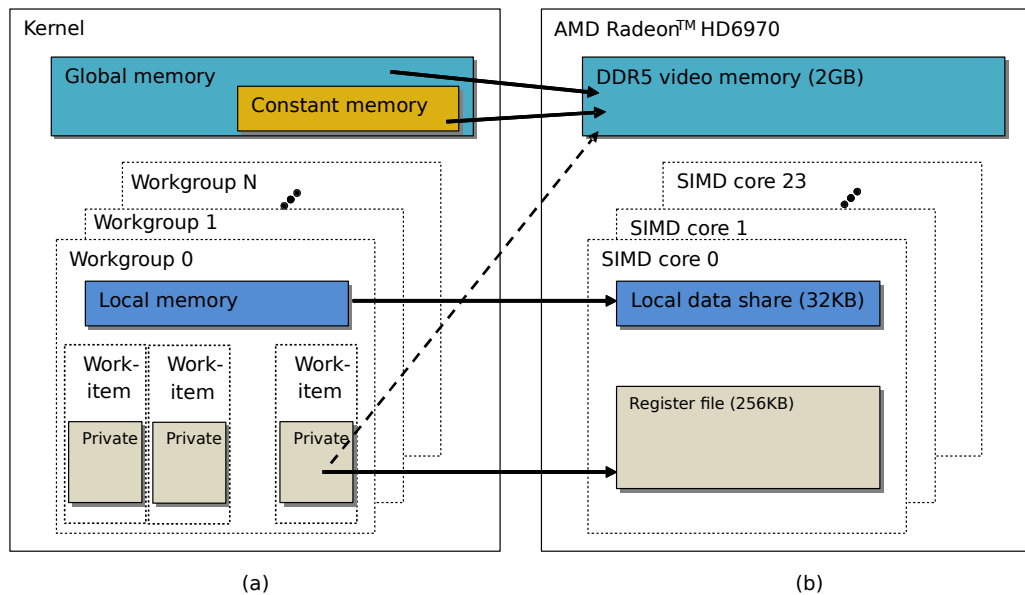 Kernel
Global memory
Constant memory
Workgroup N
Workgroup 1
Workgroup 0
Local memory
Work-
item
Work-
item
Work-
item
Private
Private
Private
(a)
AMD Radeon™ HD6970
DDR5 video memory (2GB)
SIMD core 23
SIMD core 1
SIMD core 0
Local data share (32KB)
Register file (256KB)
(b)